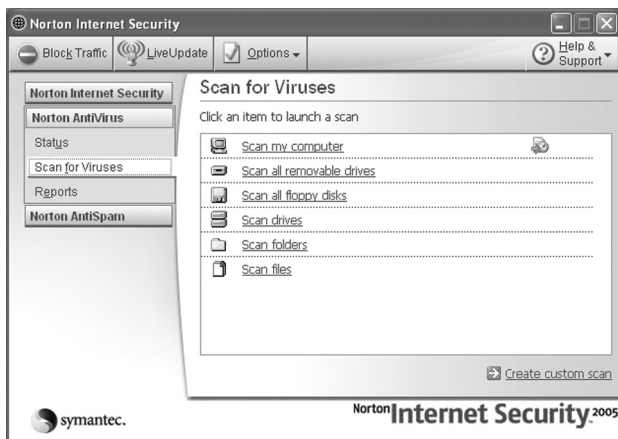 Norton Internet Security
Block Traffic
LiveUpdate
Options
Help &
Support
Norton Internet Security
Norton AntiVirus
Status
Scan for Viruses
Reports
Norton AntiSpam
Scan for Viruses
Click an item to launch a scan
Scan my computer
Scan all removable drives
Scan all floppy disks
Scan drives
Scan folders
Scan files
Create custom scan
symantec.
Norton Internet Security 2005